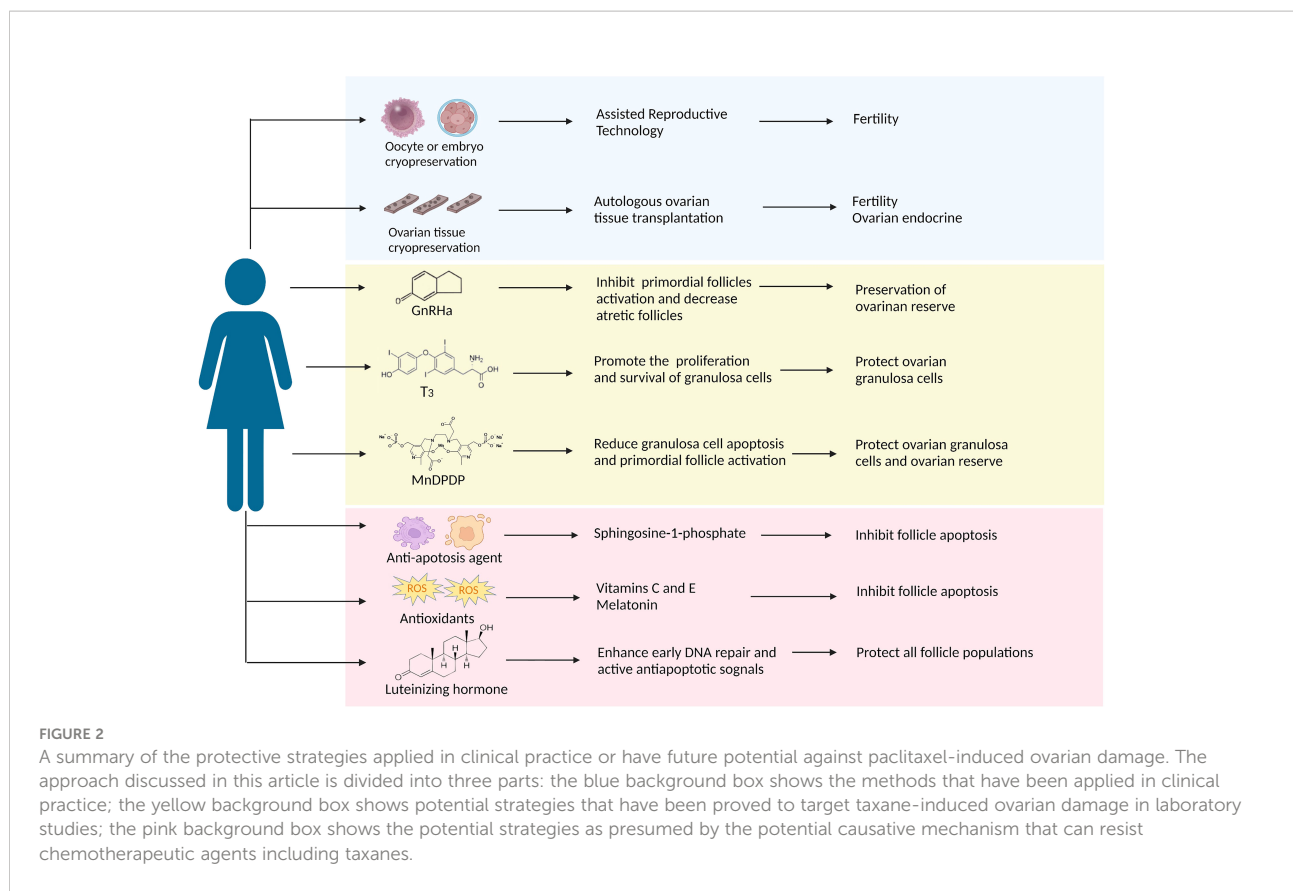 Oocyte or embryo
cryopreservation
Assisted Reproductive
Technology
Fertility
Ovarian tissue
cryopreservation
Autologous ovarian
tissue transplantation
Fertility
Ovarian endocrine
O
GnRHa
Inhibit primordial follicles
activation and decrease
atretic follicles
Preservation of
ovarinan reserve
I
O
I
NH₂
HO
I
OH
O
T3
Promote the proliferation
and survival of granulosa cells
Protect ovarian
granulosa cells
MnDPDP
Reduce granulosa cell apoptosis
and primordial follicle activation
Protect ovarian granulosa
cells and ovarian reserve
Anti-apotosis agent
Sphingosine-1-phosphate
Inhibit follicle apoptosis
ROS ROS
Antioxidants
Vitamins C and E
Melatonin
Inhibit follicle apoptosis
OH
H
H H
O
Luteinizing hormone
Enhance early DNA repair and
active antiapoptotic sognals
Protect all follicle populations
FIGURE 2
A summary of the protective strategies applied in clinical practice or have future potential against paclitaxel-induced ovarian damage. The
approach discussed in this article is divided into three parts: the blue background box shows the methods that have been applied in clinical
practice; the yellow background box shows potential strategies that have been proved to target taxane-induced ovarian damage in laboratory
studies; the pink background box shows the potential strategies as presumed by the potential causative mechanism that can resist
chemotherapeutic agents including taxanes.